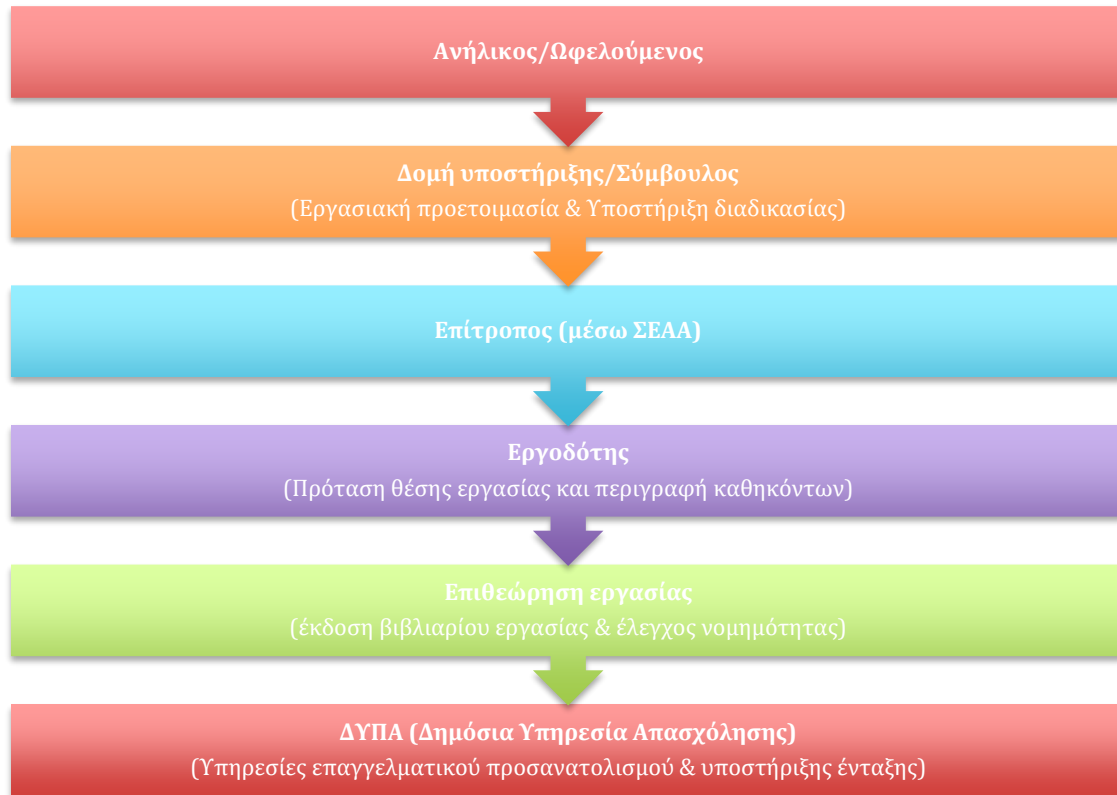 Ανήλικος/Ωφελούμενος
Δομή υποστήριξης/Σύμβουλος
(Εργασιακή προετοιμασία & Υποστήριξη διαδικασίας)
Επίτροπος (μέσω ΣΕΑΑ)
Εργοδότης
(Πρόταση θέσης εργασίας και περιγραφή καθηκόντων)
Επιθεώρηση εργασίας
(έκδοση βιβλιαρίου εργασίας & έλεγχος νομημότητας)
ΔΥΠΑ (Δημόσια Υπηρεσία Απασχόλησης)
(Υπηρεσίες επαγγελματικού προσανατολισμού & υποστήριξης ένταξης)